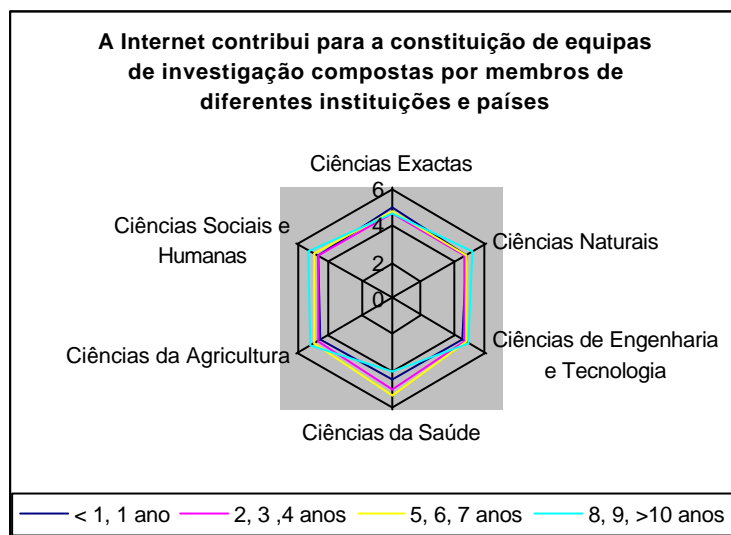 A Internet contribui para a constituição de equipas
de investigação compostas por membros de
diferentes instituições e países
Ciências Exactas
6
4
2
0
Ciências Naturais
Ciências de Engenharia
e Tecnologia
Ciências da Saúde
Ciências da Agricultura
Ciências Sociais e
Humanas
< 1, 1 ano
2, 3 ,4 anos
5, 6, 7 anos
8, 9, >10 anos